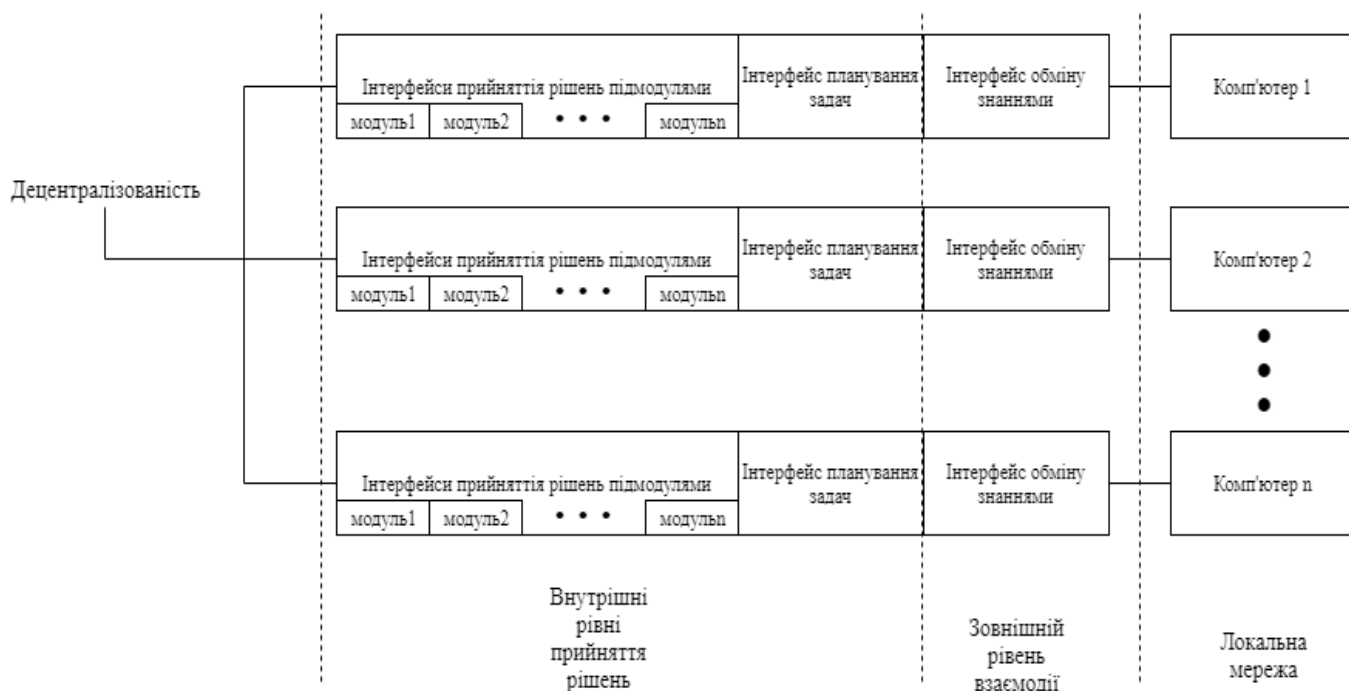 Інтерфейси прийняття рішень підмодулями
модуль1
модуль2
модульn
Інтерфейс планування
задач
Інтерфейс обміну
знаннями
Комп'ютер 1
Децентралізованість
Інтерфейси прийняття рішень підмодулями
модуль1
модуль2
модульn
Інтерфейс планування
задач
Інтерфейс обміну
знаннями
Комп'ютер 2
Інтерфейси прийняття рішень підмодулями
модуль1
модуль2
модульn
Інтерфейс планування
задач
Інтерфейс обміну
знаннями
Комп'ютер n
Внутрішні
рівні
прийняття
рішень
Зовнішній
рівень
взаємодії
Локальна
мережа